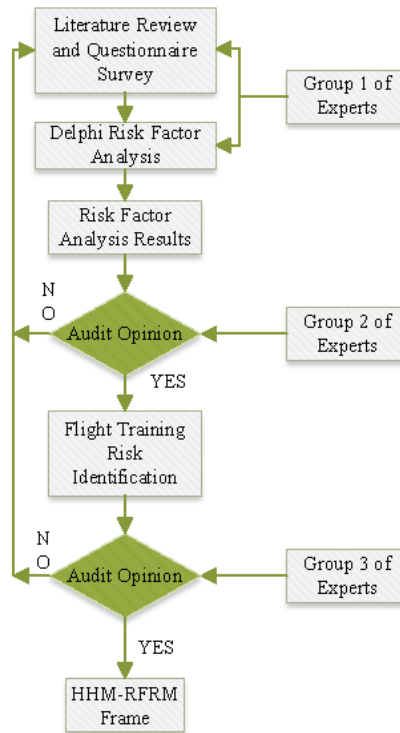 Literature Review
and Questionnaire
Survey
Group 1 of
Experts
Delphi Risk Factor
Analysis
Risk Factor
Analysis Results
N
O
Audit Opinion
Group 2 of
Experts
YES
Flight Training
Risk
Identification
N
O
Audit Opinion
Group 3 of
Experts
YES
HHM-RFRM
Frame